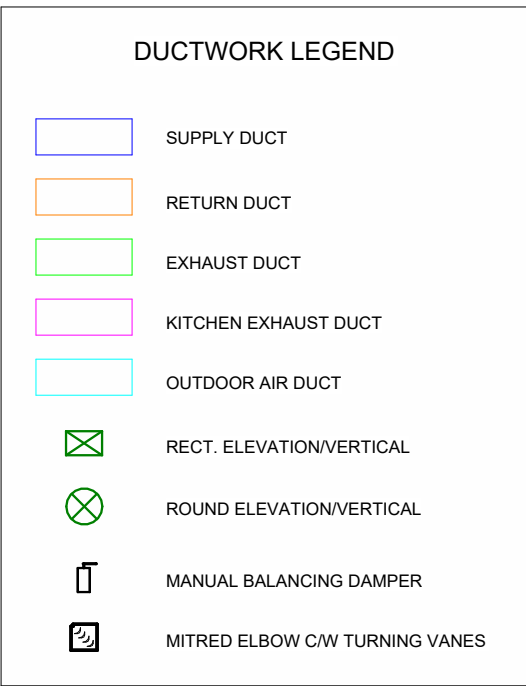 DUCTWORK LEGEND
SUPPLY DUCT
RETURN DUCT
EXHAUST DUCT
KITCHEN EXHAUST DUCT
OUTDOOR AIR DUCT
RECT. ELEVATION/VERTICAL
ROUND ELEVATION/VERTICAL
MANUAL BALANCING DAMPER
MITRED ELBOW C/W TURNING VANES